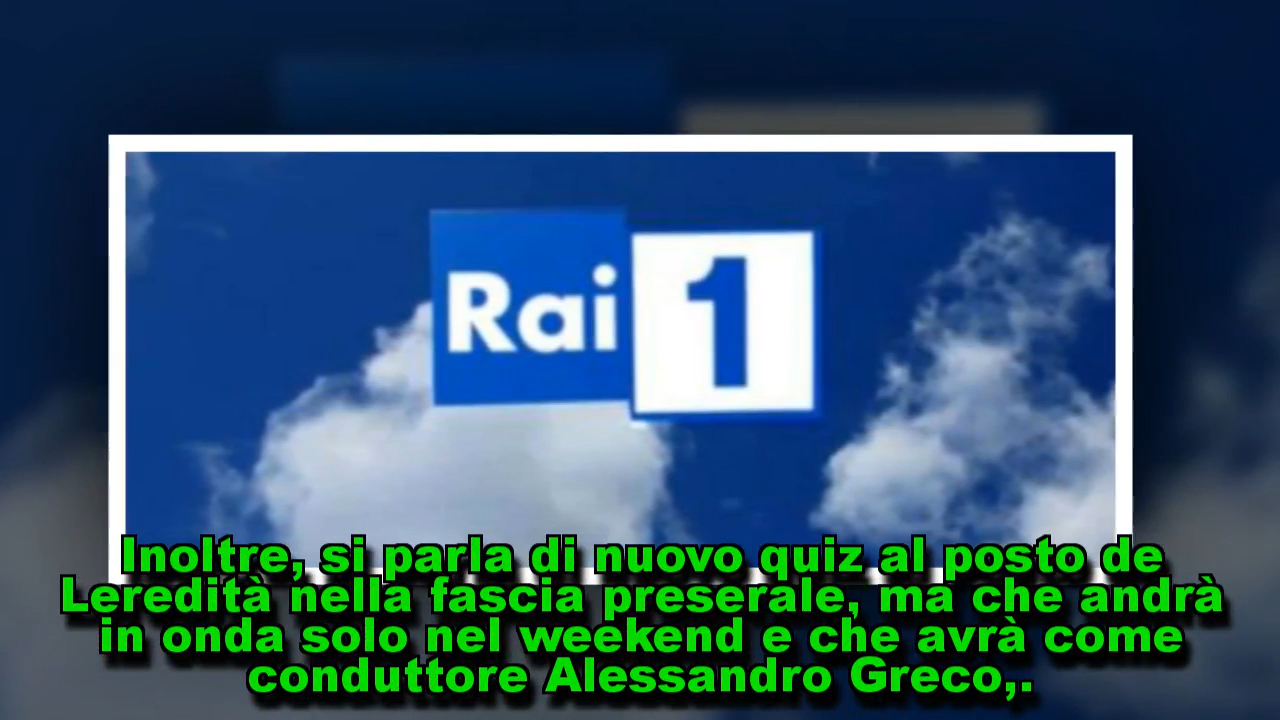 Rai 1
Inoltre, si parla di nuovo quiz al posto de
Leredità nella fascia preserale, ma che andrà
in onda solo nel weekend e che avrà come
conduttore Alessandro Greco,.